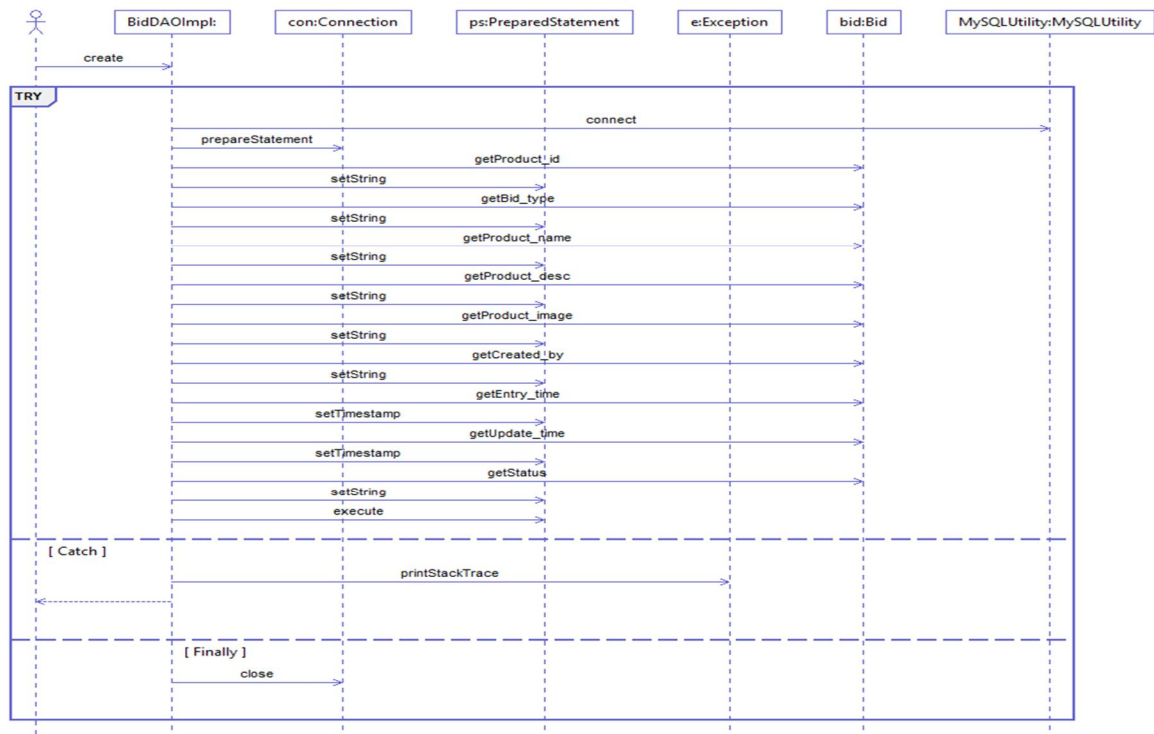 BidDAOImpl: con:Connection ps:PreparedStatement e:Exception bid:Bid MySQLUtility:MySQLUtility
create
TRY
connect
prepareStatement
getProduct_id
setString
getBid_type
setString
getProduct_name
setString
getProduct_desc
setString
getProduct_image
setString
getCreated_by
setString
getEntry_time
setTimestamp
getUpdate_time
setTimestamp
getStatus
setString
execute
[ Catch ]
printStackTrace
[ Finally ]
close